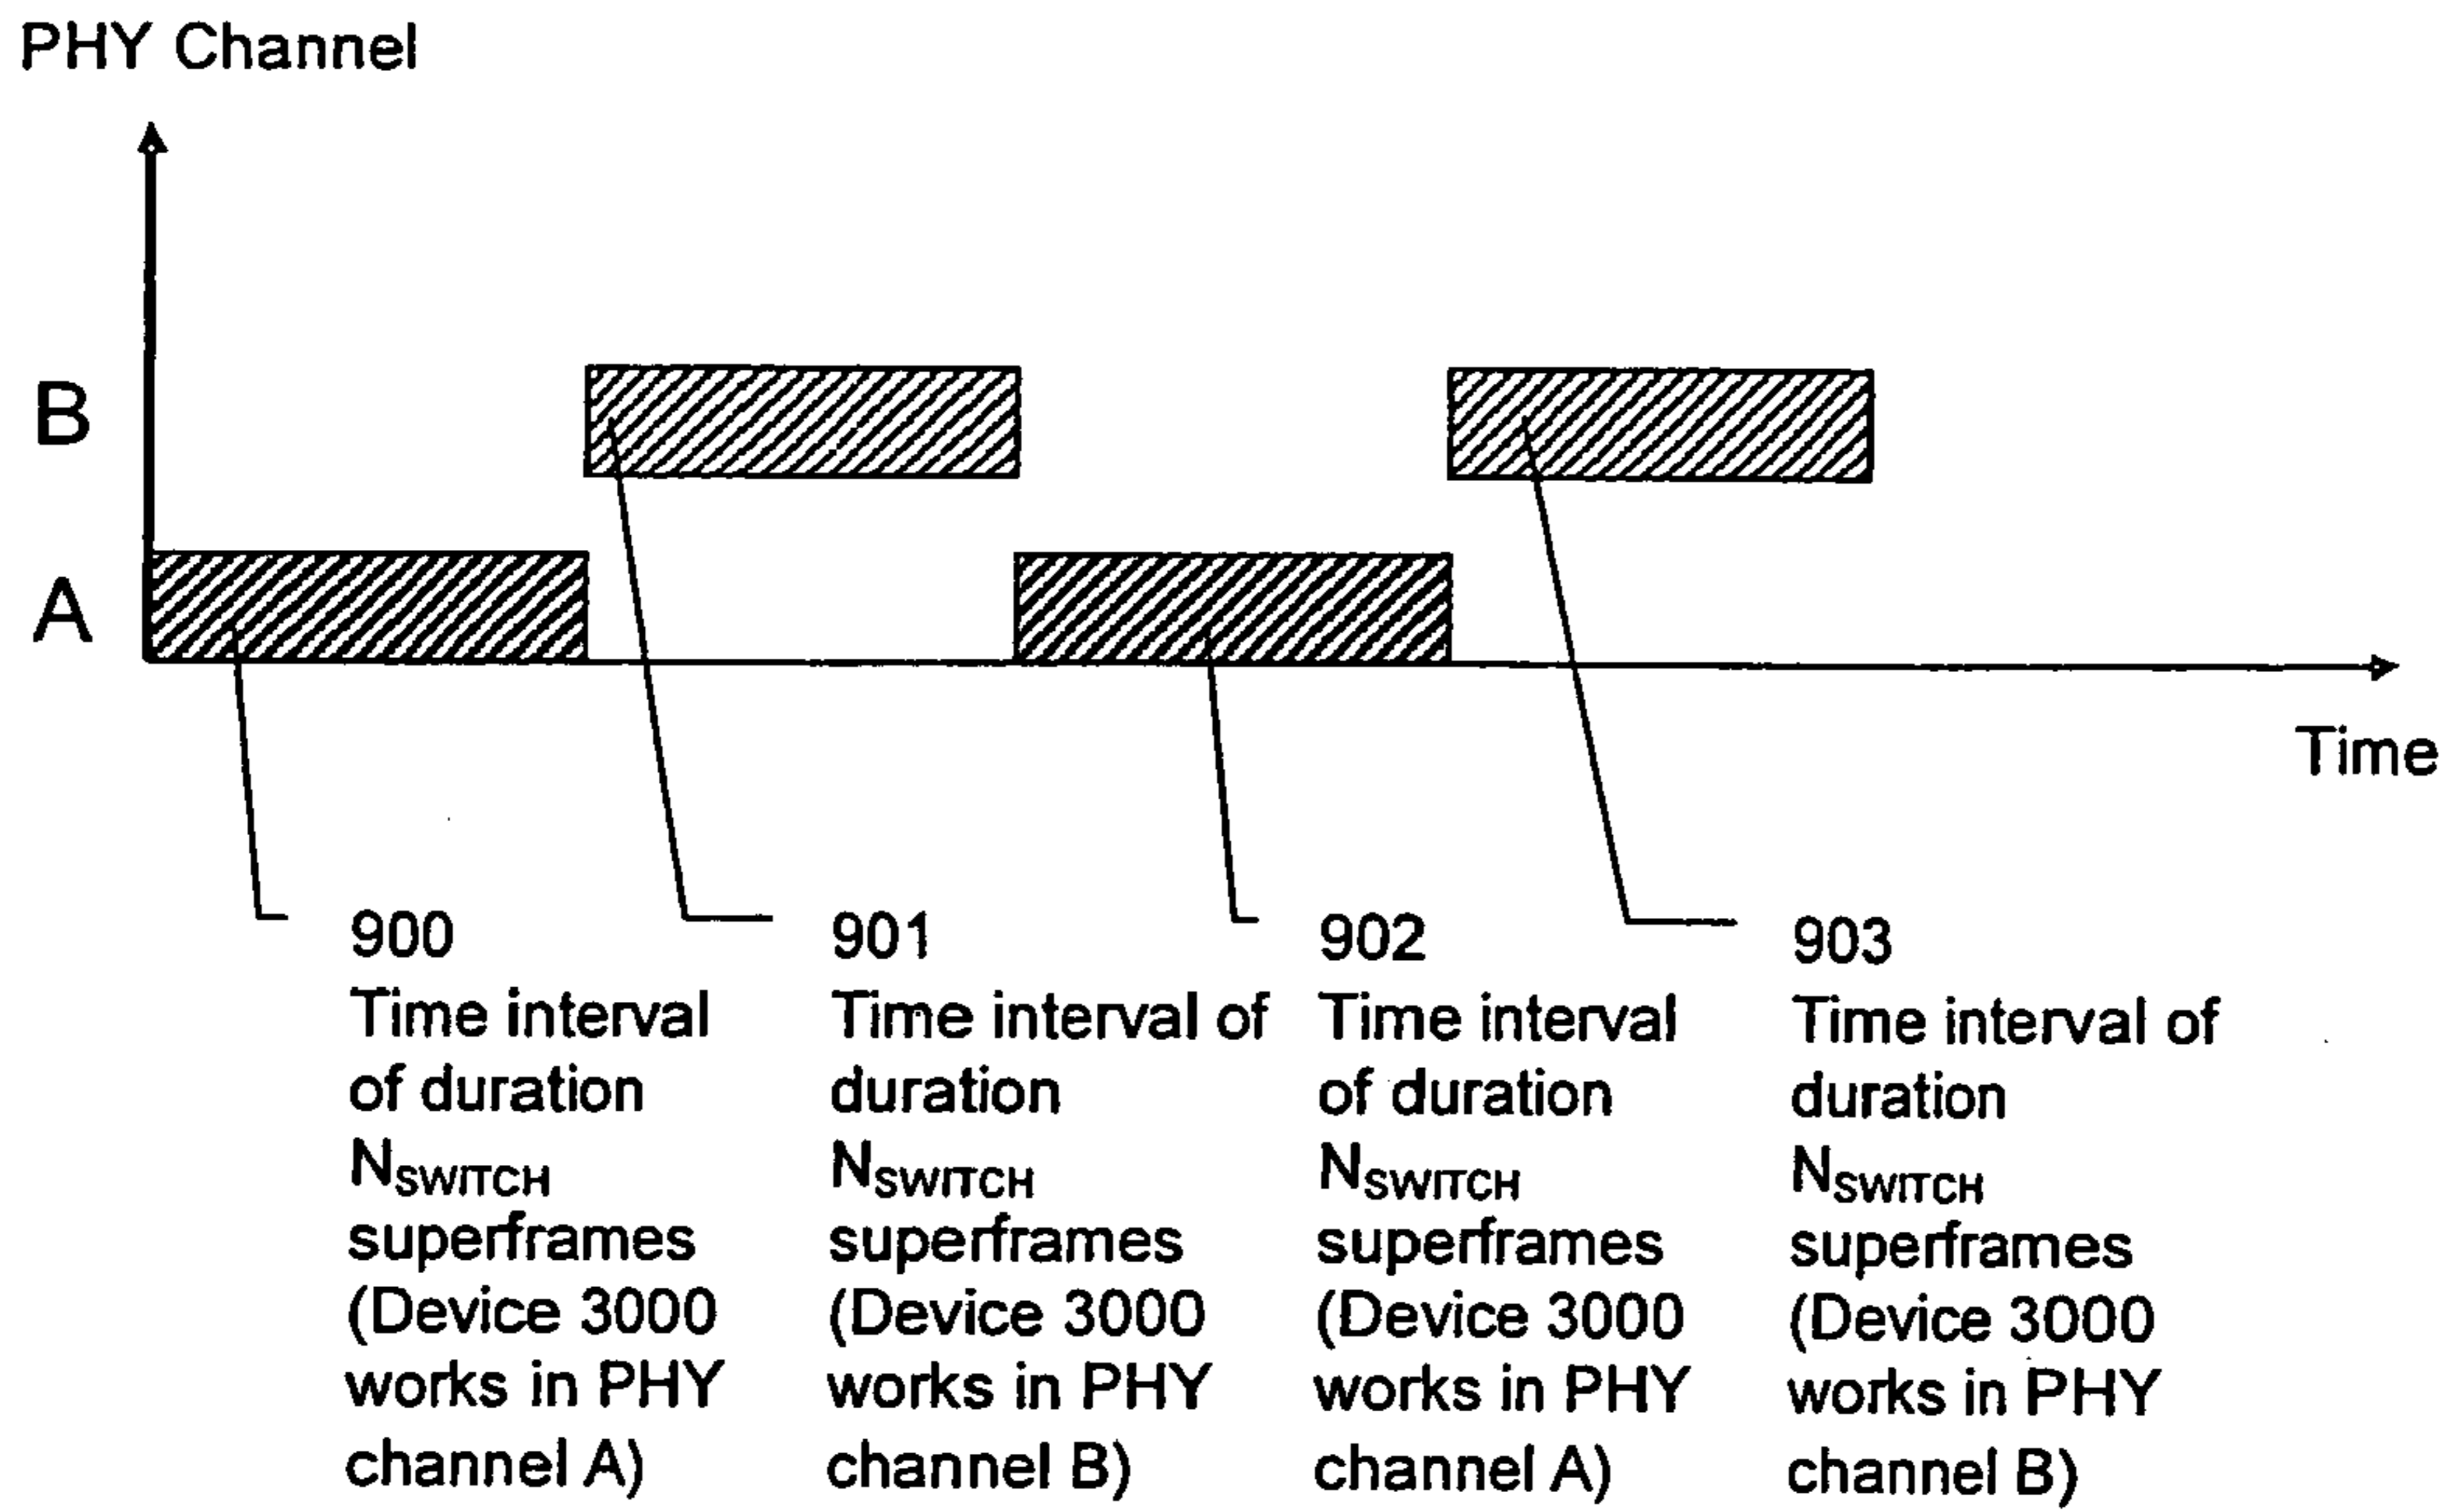 PHY Channel
B
A
Time
900
Time interval
of duration
NSWITCH
superframes
(Device 3000
works in PHY
channel A)
901
Time interval of
duration
NSWITCH
superframes
(Device 3000
works in PHY
channel B)
902
Time interval
of duration
NSWITCH
superframes
(Device 3000
works in PHY
channel A)
903
Time interval of
duration
NSWITCH
superframes
(Device 3000
works in PHY
channel B)